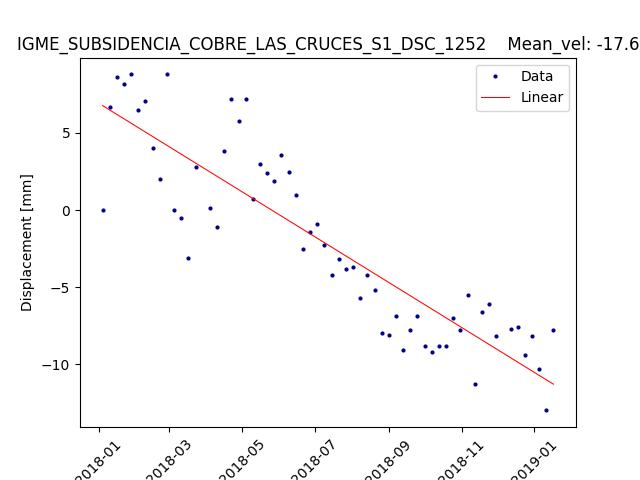 IGME_SUBSIDENCIA_COBRE_LAS_CRUCES_S1_DSC_1252 Mean_vel: -17.6
Data
Linear
Displacement [mm]
5
0
−5
−10
2018-01
2018-03
2018-05
2018-07
2018-09
2018-11
2019-01